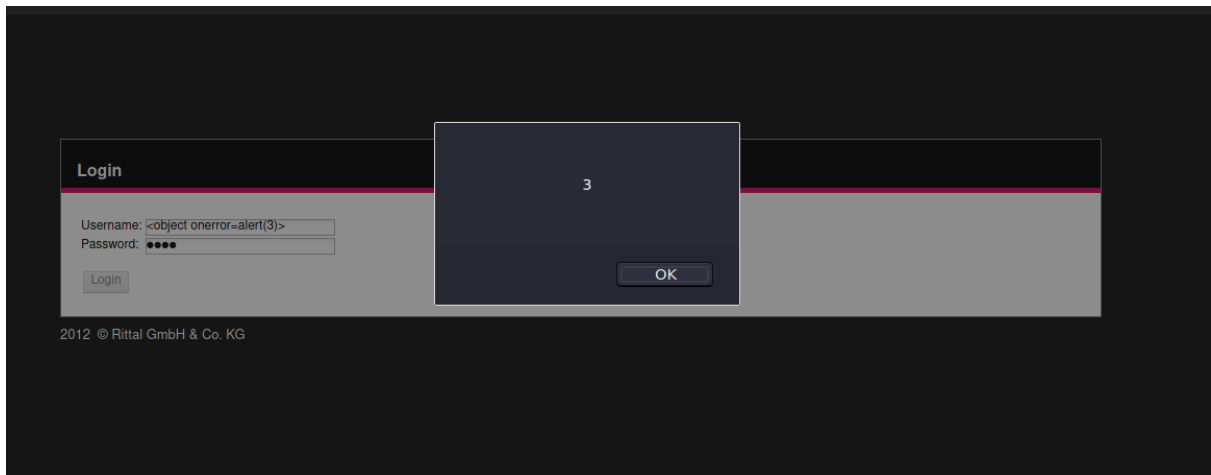 Login
3
Username: <object onerror=alert(3)>
Password: ●●●●
OK
Login
2012 © Rittal GmbH & Co. KG